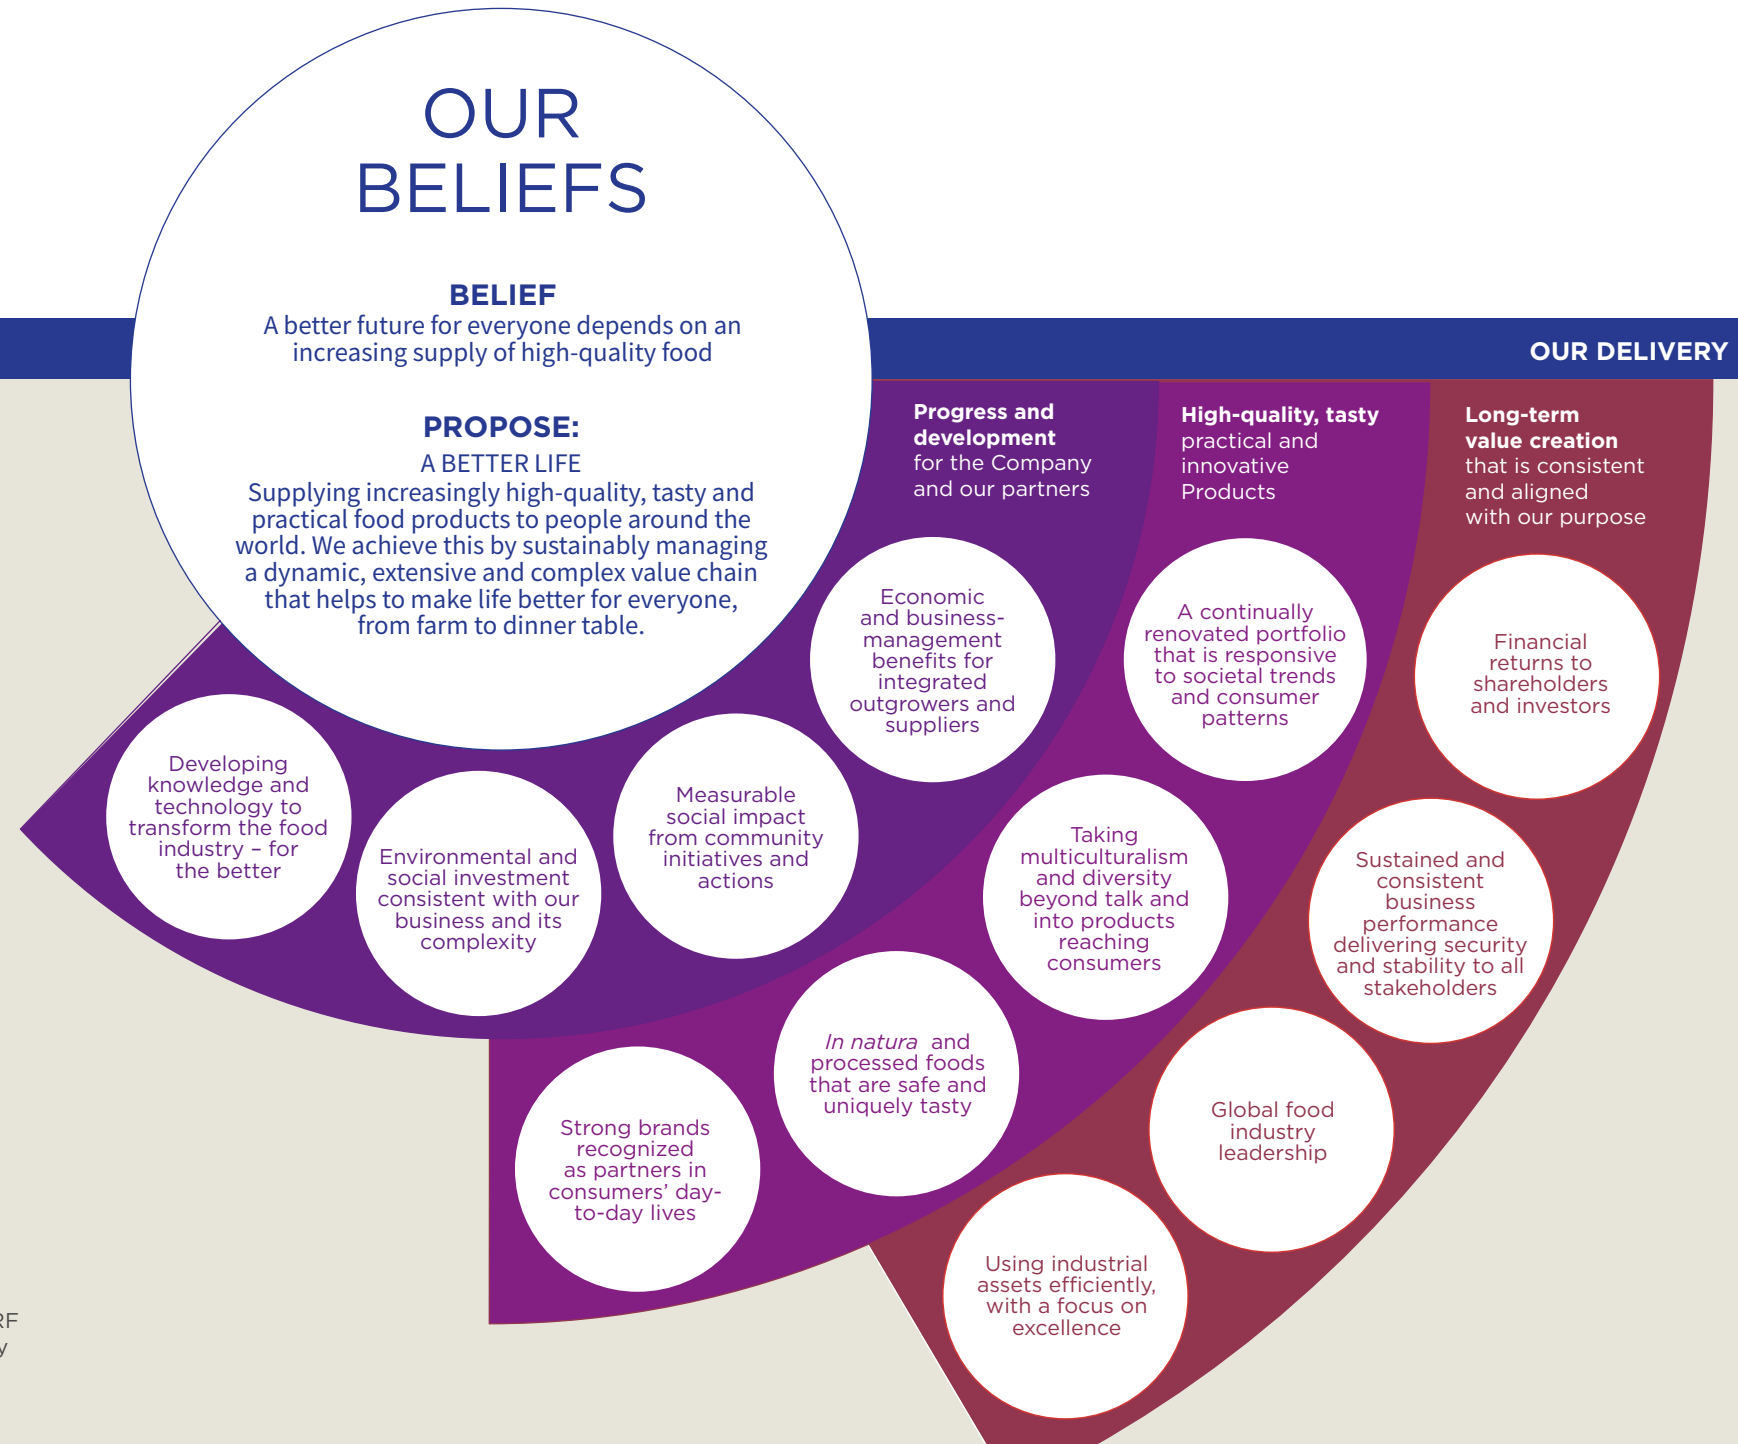 OUR
BELIEFS
BELIEF
A better future for everyone depends on an
increasing supply of high-quality food
PROPOSE:
A BETTER LIFE
Supplying increasingly high-quality, tasty and
practical food products to people around the
world. We achieve this by sustainably managing
a dynamic, extensive and complex value chain
that helps to make life better for everyone,
from farm to dinner table.
OUR DELIVERY
Progress and
development
for the Company
and our partners
High-quality, tasty
practical and
innovative
Products
Long-term
value creation
that is consistent
and aligned
with our purpose
Economic
and business-
management
benefits for
integrated
outgrowers and
suppliers
A continually
renovated portfolio
that is responsive
to societal trends
and consumer
patterns
Financial
returns to
shareholders
and investors
Developing
knowledge and
technology to
transform the food
industry – for
the better
Environmental and
social investment
consistent with our
business and its
complexity
Measurable
social impact
from community
initiatives and
actions
Taking
multiculturalism
and diversity
beyond talk and
into products
reaching
consumers
Sustained and
consistent
business
performance
delivering security
and stability to all
stakeholders
In natura and
processed foods
that are safe and
uniquely tasty
Global food
industry
leadership
Strong brands
recognized
as partners in
consumers’ day-
to-day lives
Using industrial
assets efficiently,
with a focus on
excellence